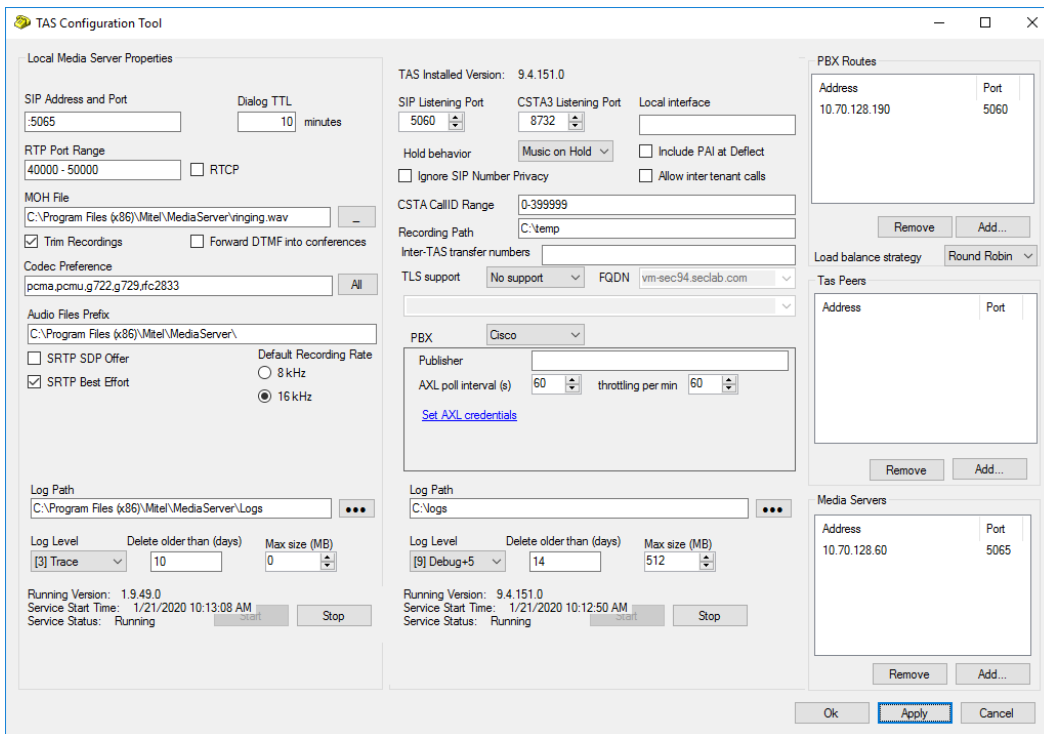 TAS Configuration Tool
Local Media Server Properties
SIP Address and Port
Dialog TTL
:5065
10 minutes
RTP Port Range
40000 - 50000
RTCP
MOH File
C:\Program Files (x86)\Mitel\MediaServer\ringing.wav
_
Trim Recordings
Forward DTMF into conferences
Codec Preference
pcma,pcmu,g722,g729,rfc2833
All
Audio Files Prefix
C:\Program Files (x86)\Mitel\MediaServer\
SRTP SDP Offer
SRTP Best Effort
Default Recording Rate
8 kHz
16 kHz
Log Path
C:\Program Files (x86)\Mitel\MediaServer\Logs
•••
Log Level
Delete older than (days)
Max size (MB)
[3] Trace
10
0
Running Version: 1.9.49.0
Service Start Time: 1/21/2020 10:13:08 AM
Service Status: Running
Start
Stop
TAS Installed Version: 9.4.151.0
SIP Listening Port
CSTA3 Listening Port
Local interface
5060
8732
Hold behavior
Music on Hold
Include PAI at Deflect
Ignore SIP Number Privacy
Allow inter tenant calls
CSTA CallID Range
0-399999
Recording Path
C:\temp
Inter-TAS transfer numbers
TLS support
No support
FQDN
vm-sec94.seclab.com
PBX
Cisco
Publisher
AXL poll interval (s)
60
throttling per min
60
Set AXL credentials
Log Path
C:\logs
•••
Log Level
Delete older than (days)
Max size (MB)
[9] Debug+5
14
512
Running Version: 9.4.151.0
Service Start Time: 1/21/2020 10:12:50 AM
Service Status: Running
Start
Stop
PBX Routes
Address Port
10.70.128.190 5060
Remove
Add...
Load balance strategy
Round Robin
Tas Peers
Address Port
Remove
Add...
Media Servers
Address Port
10.70.128.60 5065
Remove
Add...
Ok
Apply
Cancel